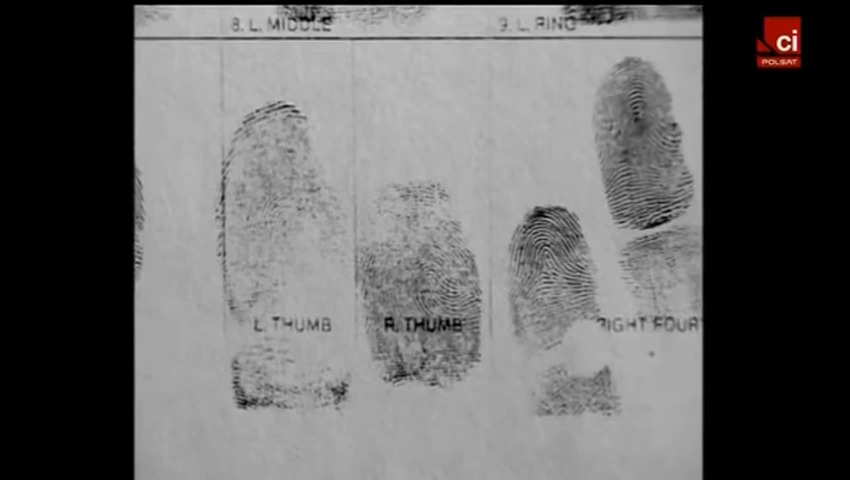 8. L. MIDDLE 9. L. RING
ci
POLSAT
L. THUMB R. THUMB RIGHT FOUR